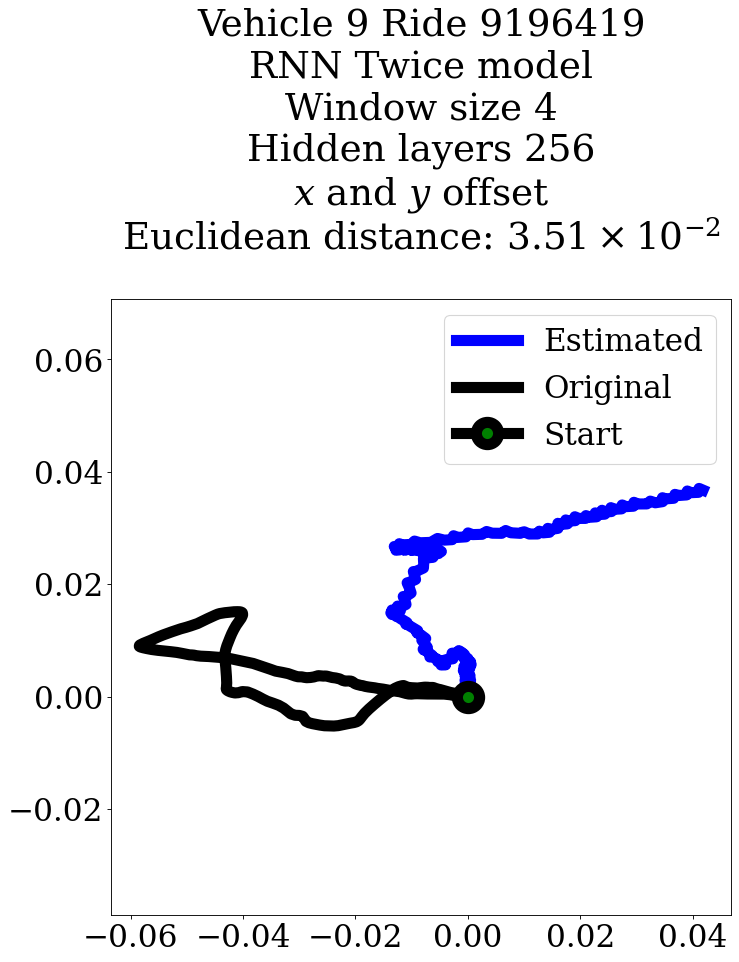 Vehicle 9 Ride 9196419
RNN Twice model
Window size 4
Hidden layers 256
x and y offset
Euclidean distance: 3.51 × 10⁻²
Estimated
Original
Start
0.06
0.04
0.02
0.00
−0.02
−0.06 −0.04 −0.02 0.00 0.02 0.04